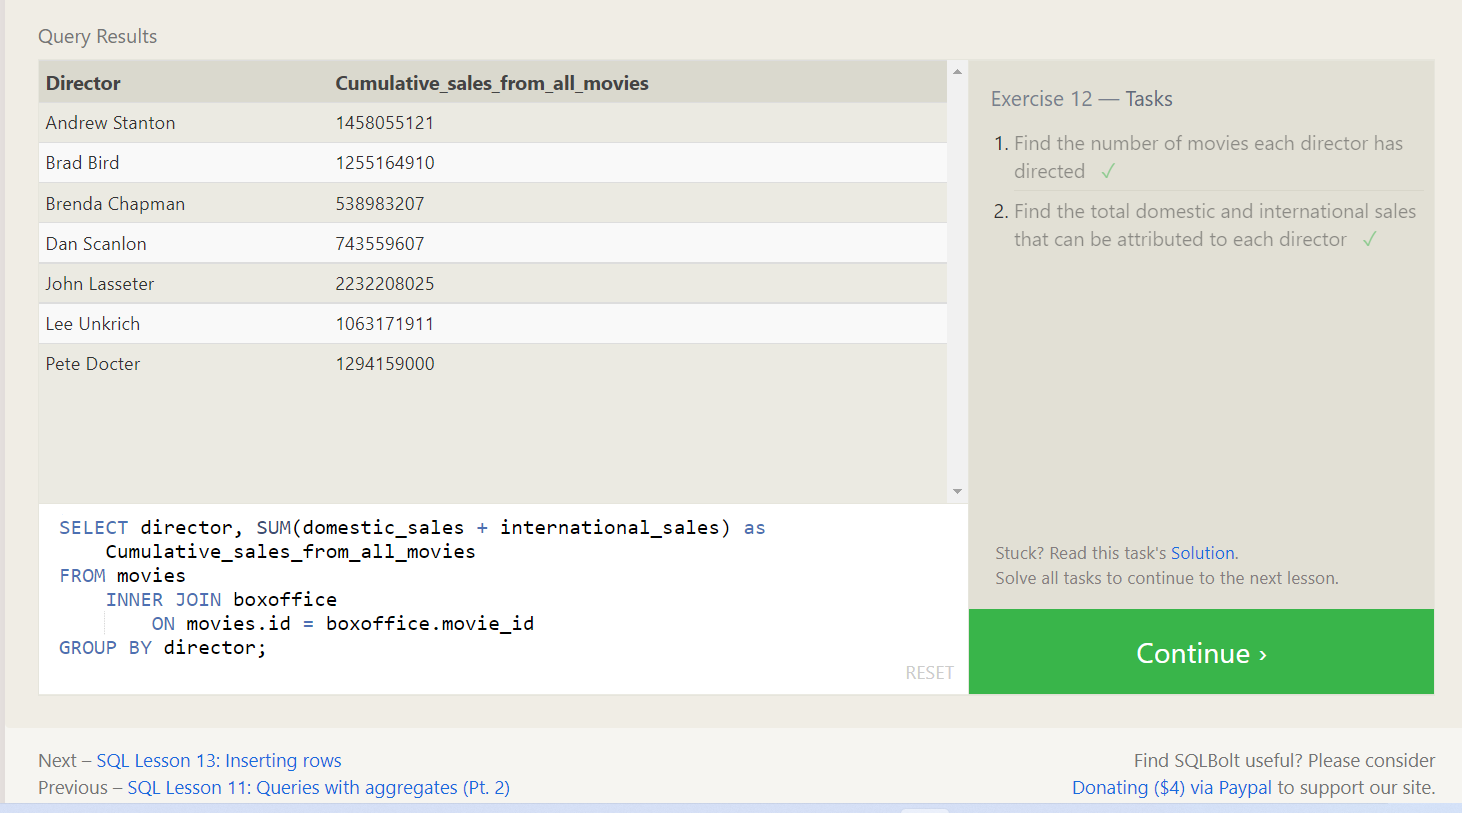 Query Results
Director Cumulative_sales_from_all_movies
Andrew Stanton 1458055121
Brad Bird 1255164910
Brenda Chapman 538983207
Dan Scanlon 743559607
John Lasseter 2232208025
Lee Unkrich 1063171911
Pete Docter 1294159000
SELECT director, SUM(domestic_sales + international_sales) as
Cumulative_sales_from_all_movies
FROM movies
INNER JOIN boxoffice
ON movies.id = boxoffice.movie_id
GROUP BY director;
RESET
Exercise 12 — Tasks
1. Find the number of movies each director has
directed ✓
2. Find the total domestic and international sales
that can be attributed to each director ✓
Stuck? Read this task's Solution.
Solve all tasks to continue to the next lesson.
Continue ›
Next – SQL Lesson 13: Inserting rows
Previous – SQL Lesson 11: Queries with aggregates (Pt. 2)
Find SQLBolt useful? Please consider
Donating ($4) via Paypal to support our site.